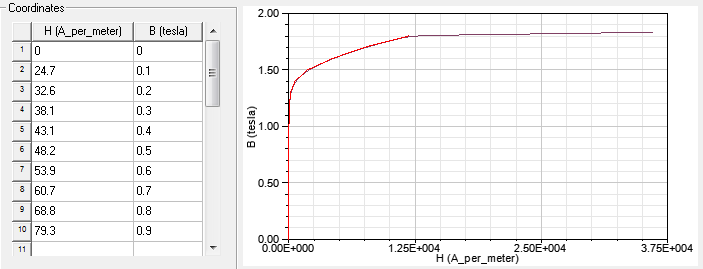 Coordinates
H (A_per_meter) B (tesla)
1 0 0
2 24.7 0.1
3 32.6 0.2
4 38.1 0.3
5 43.1 0.4
6 48.2 0.5
7 53.9 0.6
8 60.7 0.7
9 68.8 0.8
10 79.3 0.9
11
2.00
1.50
1.00
0.50
0.00
B (tesla)
0.00E+000 1.25E+004 2.50E+004 3.75E+004
H (A_per_meter)